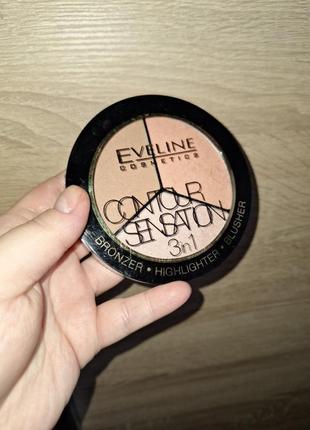 EVELINE
COSMETICS
CONTOUR
SENSATION
3in1
BRONZER • HIGHLIGHTER • BLUSHER